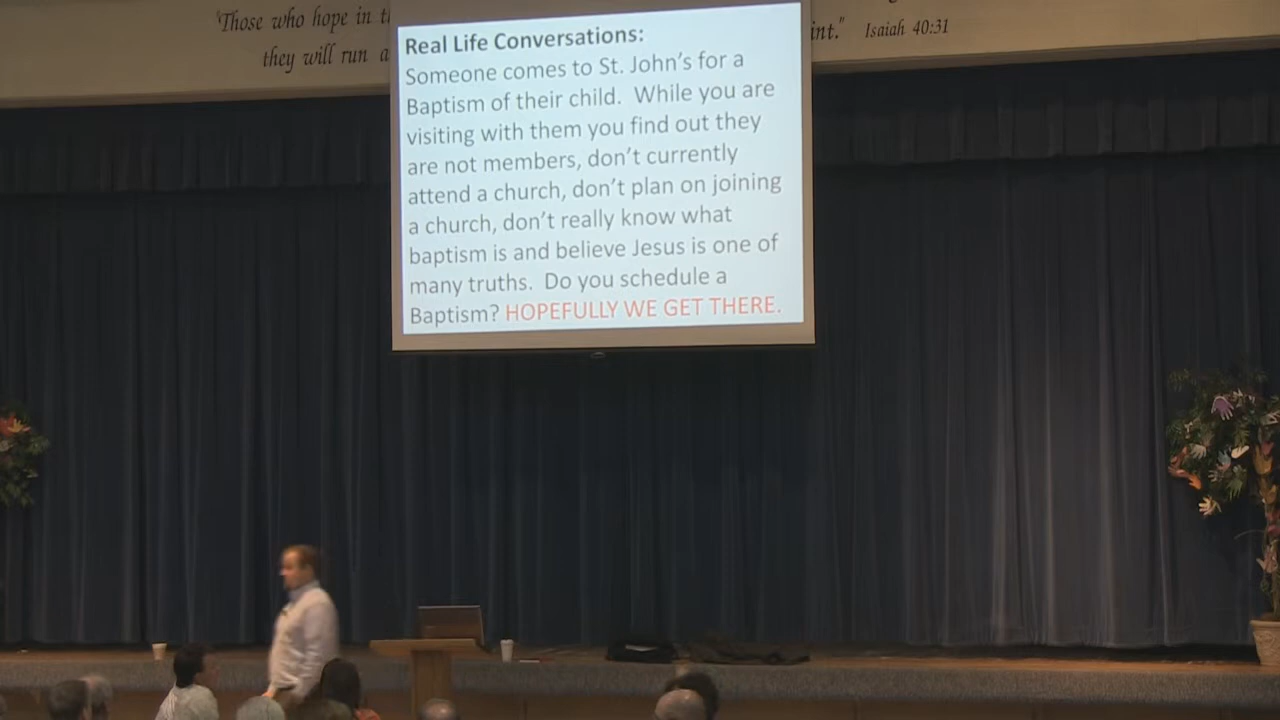 "Those who hope in
int." Isaiah 40:31
they will run
Real Life Conversations:
Someone comes to St. John's for a
Baptism of their child. While you are
visiting with them you find out they
are not members, don't currently
attend a church, don't plan on joining
a church, don't really know what
baptism is and believe Jesus is one of
many truths. Do you schedule a
Baptism? HOPEFULLY WE GET THERE.